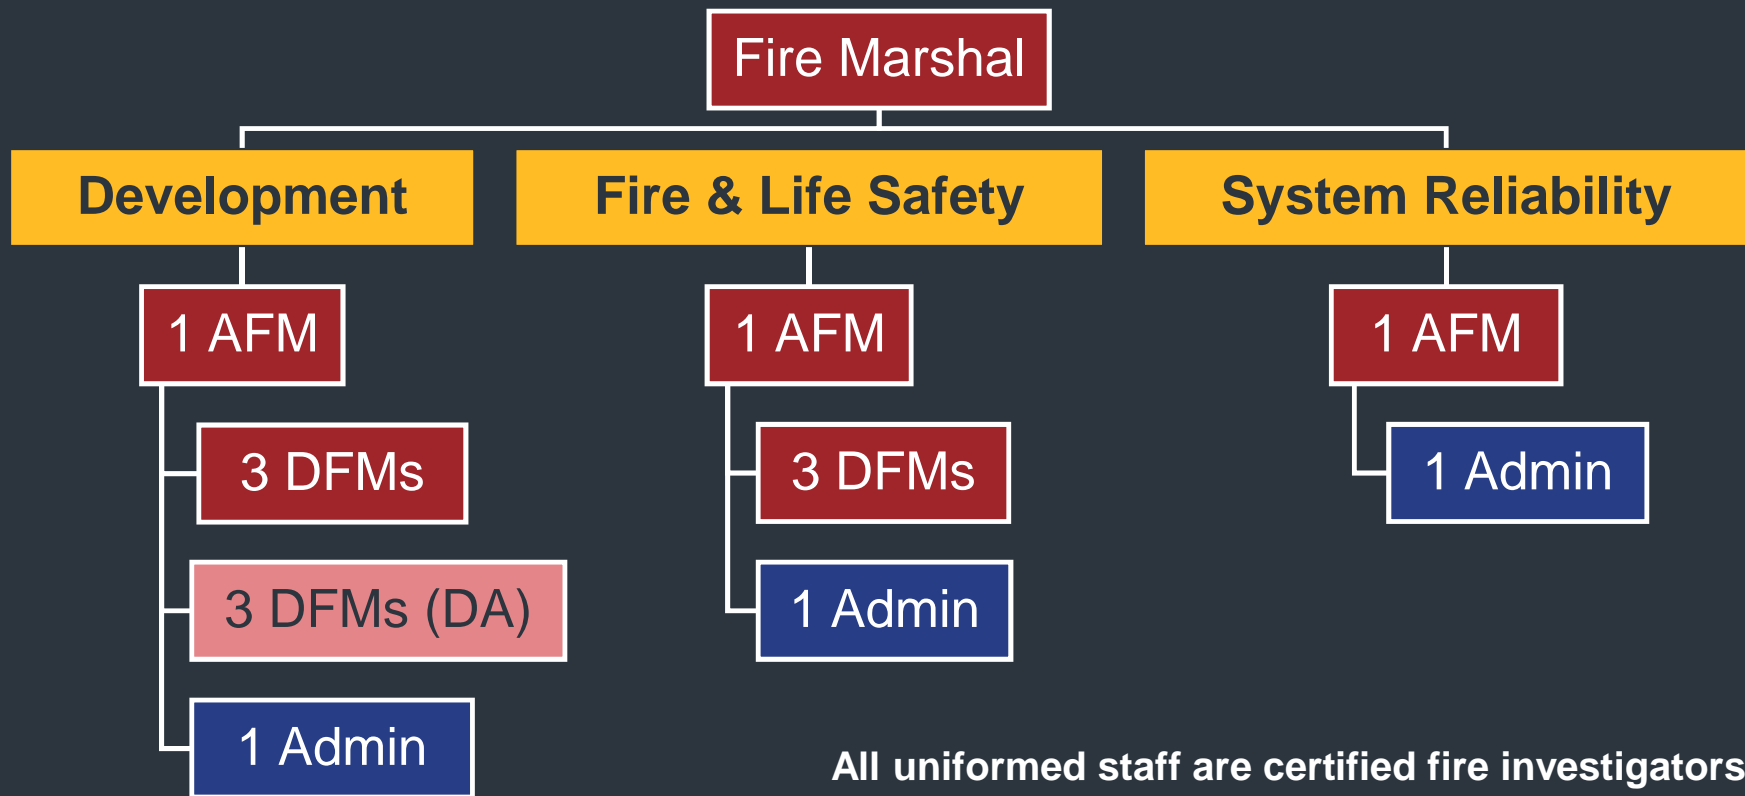 Fire Marshal
Development
Fire & Life Safety
System Reliability
1 AFM
1 AFM
1 AFM
3 DFMs
3 DFMs
1 Admin
3 DFMs (DA)
1 Admin
1 Admin
All uniformed staff are certified fire investigators